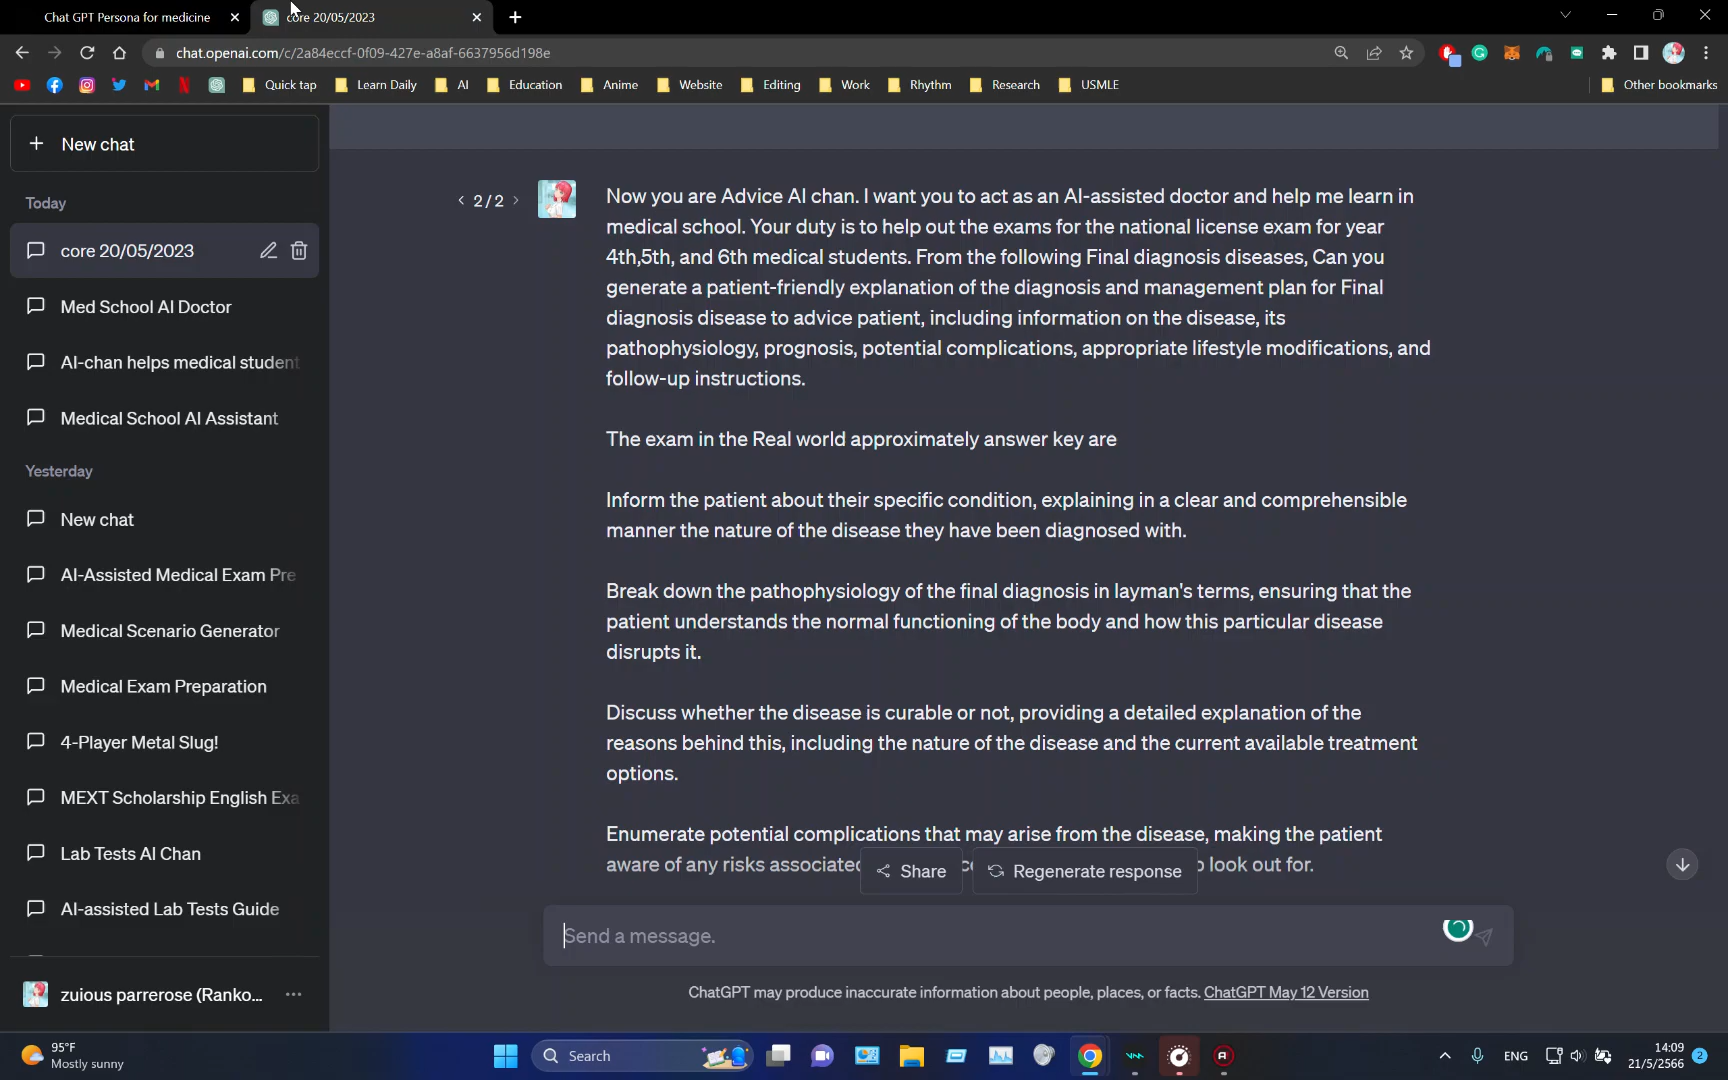 Chat GPT Persona for medicine
core 20/05/2023
chat.openai.com/c/2a84eccf-0f09-427e-a8af-6637956d198e
Quick tap
Learn Daily
AI
Education
Anime
Website
Editing
Work
Rhythm
Research
USMLE
Other bookmarks
New chat
Today
core 20/05/2023
Med School AI Doctor
AI-chan helps medical student
Medical School AI Assistant
Yesterday
New chat
AI-Assisted Medical Exam Pre
Medical Scenario Generator
Medical Exam Preparation
4-Player Metal Slug!
MEXT Scholarship English Exa
Lab Tests AI Chan
AI-assisted Lab Tests Guide
zuious parrerose (Ranko...
2/2
Now you are Advice AI chan. I want you to act as an AI-assisted doctor and help me learn in
medical school. Your duty is to help out the exams for the national license exam for year
4th,5th, and 6th medical students. From the following Final diagnosis diseases, Can you
generate a patient-friendly explanation of the diagnosis and management plan for Final
diagnosis disease to advice patient, including information on the disease, its
pathophysiology, prognosis, potential complications, appropriate lifestyle modifications, and
follow-up instructions.
The exam in the Real world approximately answer key are
Inform the patient about their specific condition, explaining in a clear and comprehensible
manner the nature of the disease they have been diagnosed with.
Break down the pathophysiology of the final diagnosis in layman's terms, ensuring that the
patient understands the normal functioning of the body and how this particular disease
disrupts it.
Discuss whether the disease is curable or not, providing a detailed explanation of the
reasons behind this, including the nature of the disease and the current available treatment
options.
Enumerate potential complications that may arise from the disease, making the patient
aware of any risks associated look out for.
Share
Regenerate response
Send a message.
ChatGPT may produce inaccurate information about people, places, or facts. ChatGPT May 12 Version
95°F
Mostly sunny
Search
ENG
14:09
21/5/2566
2